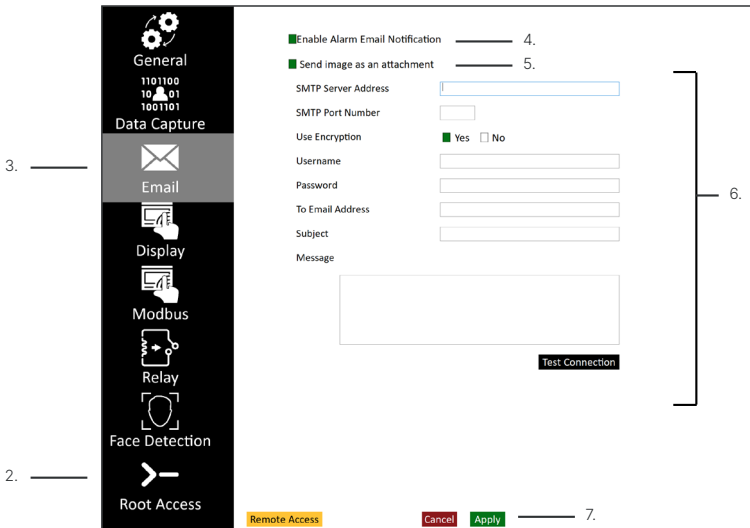 General
1101100
10 01
1001101
Data Capture
3.
Email
Display
Modbus
Relay
Face Detection
2.
Root Access
Enable Alarm Email Notification
4.
Send image as an attachment
5.
SMTP Server Address
SMTP Port Number
Use Encryption
Yes
No
Username
Password
To Email Address
Subject
Message
6.
Test Connection
Remote Access
Cancel
Apply
7.